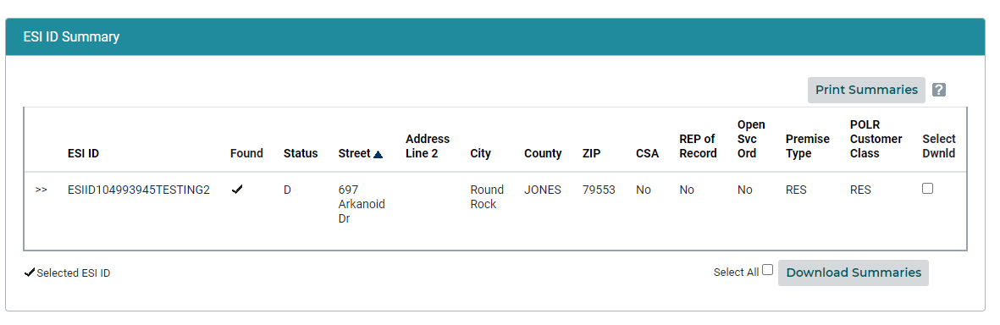 ESI ID Summary
Print Summaries ?
ESI ID Found Status Street Address Line 2 City County ZIP CSA REP of Record Open Svc Ord Premise Type POLR Customer Class Select Dwnld
>> ESIID104993945TESTING2 D 697 Arkanoid Dr Round Rock JONES 79553 No No No RES RES
Selected ESI ID Select All Download Summaries